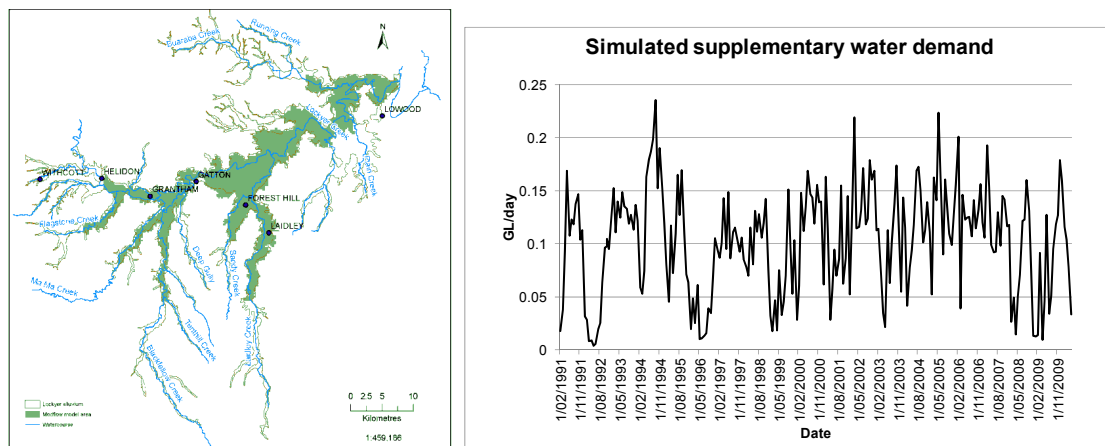 Running Creek
Buaraba Creek
N
LOWOOD
Lockyer Creek
WITHCOTT
HELIDON
GATTON
GRANTHAM
FOREST HILL
Flagstone Creek
LAIDLEY
Deep Gully
Sandy Creek
Ma Ma Creek
Tenthill Creek
Laidley Creek
Blackfellow Creek
Lockyer alluvium
Modflow model area
Watercourse
0 2.5 5 10
Kilometres
1:459,166
Simulated supplementary water demand
0.25
0.2
0.15
0.1
0.05
0
GL/day
1/02/1991
1/11/1991
1/08/1992
1/05/1993
1/02/1994
1/11/1994
1/08/1995
1/05/1996
1/02/1997
1/11/1997
1/08/1998
1/05/1999
1/02/2000
1/11/2000
1/08/2001
1/05/2002
1/02/2003
1/11/2003
1/08/2004
1/05/2005
1/02/2006
1/11/2006
1/08/2007
1/05/2008
1/02/2009
1/11/2009
Date